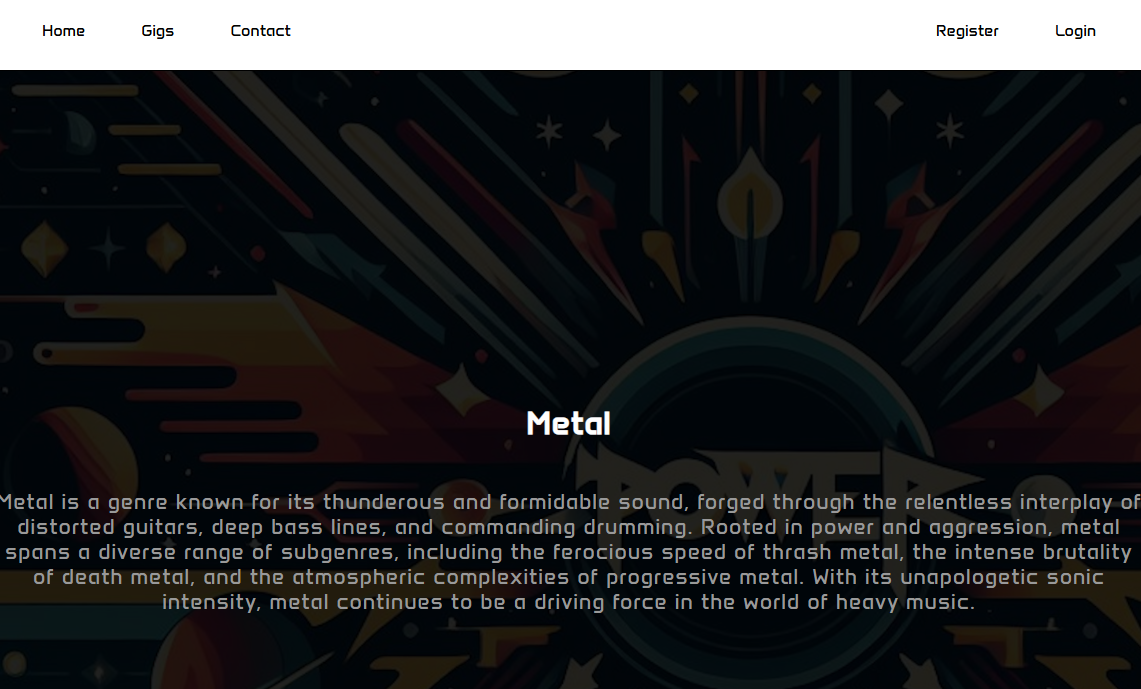 Home Gigs Contact Register Login
POWER
Metal
Metal is a genre known for its thunderous and formidable sound, forged through the relentless interplay of
distorted guitars, deep bass lines, and commanding drumming. Rooted in power and aggression, metal
spans a diverse range of subgenres, including the ferocious speed of thrash metal, the intense brutality
of death metal, and the atmospheric complexities of progressive metal. With its unapologetic sonic
intensity, metal continues to be a driving force in the world of heavy music.